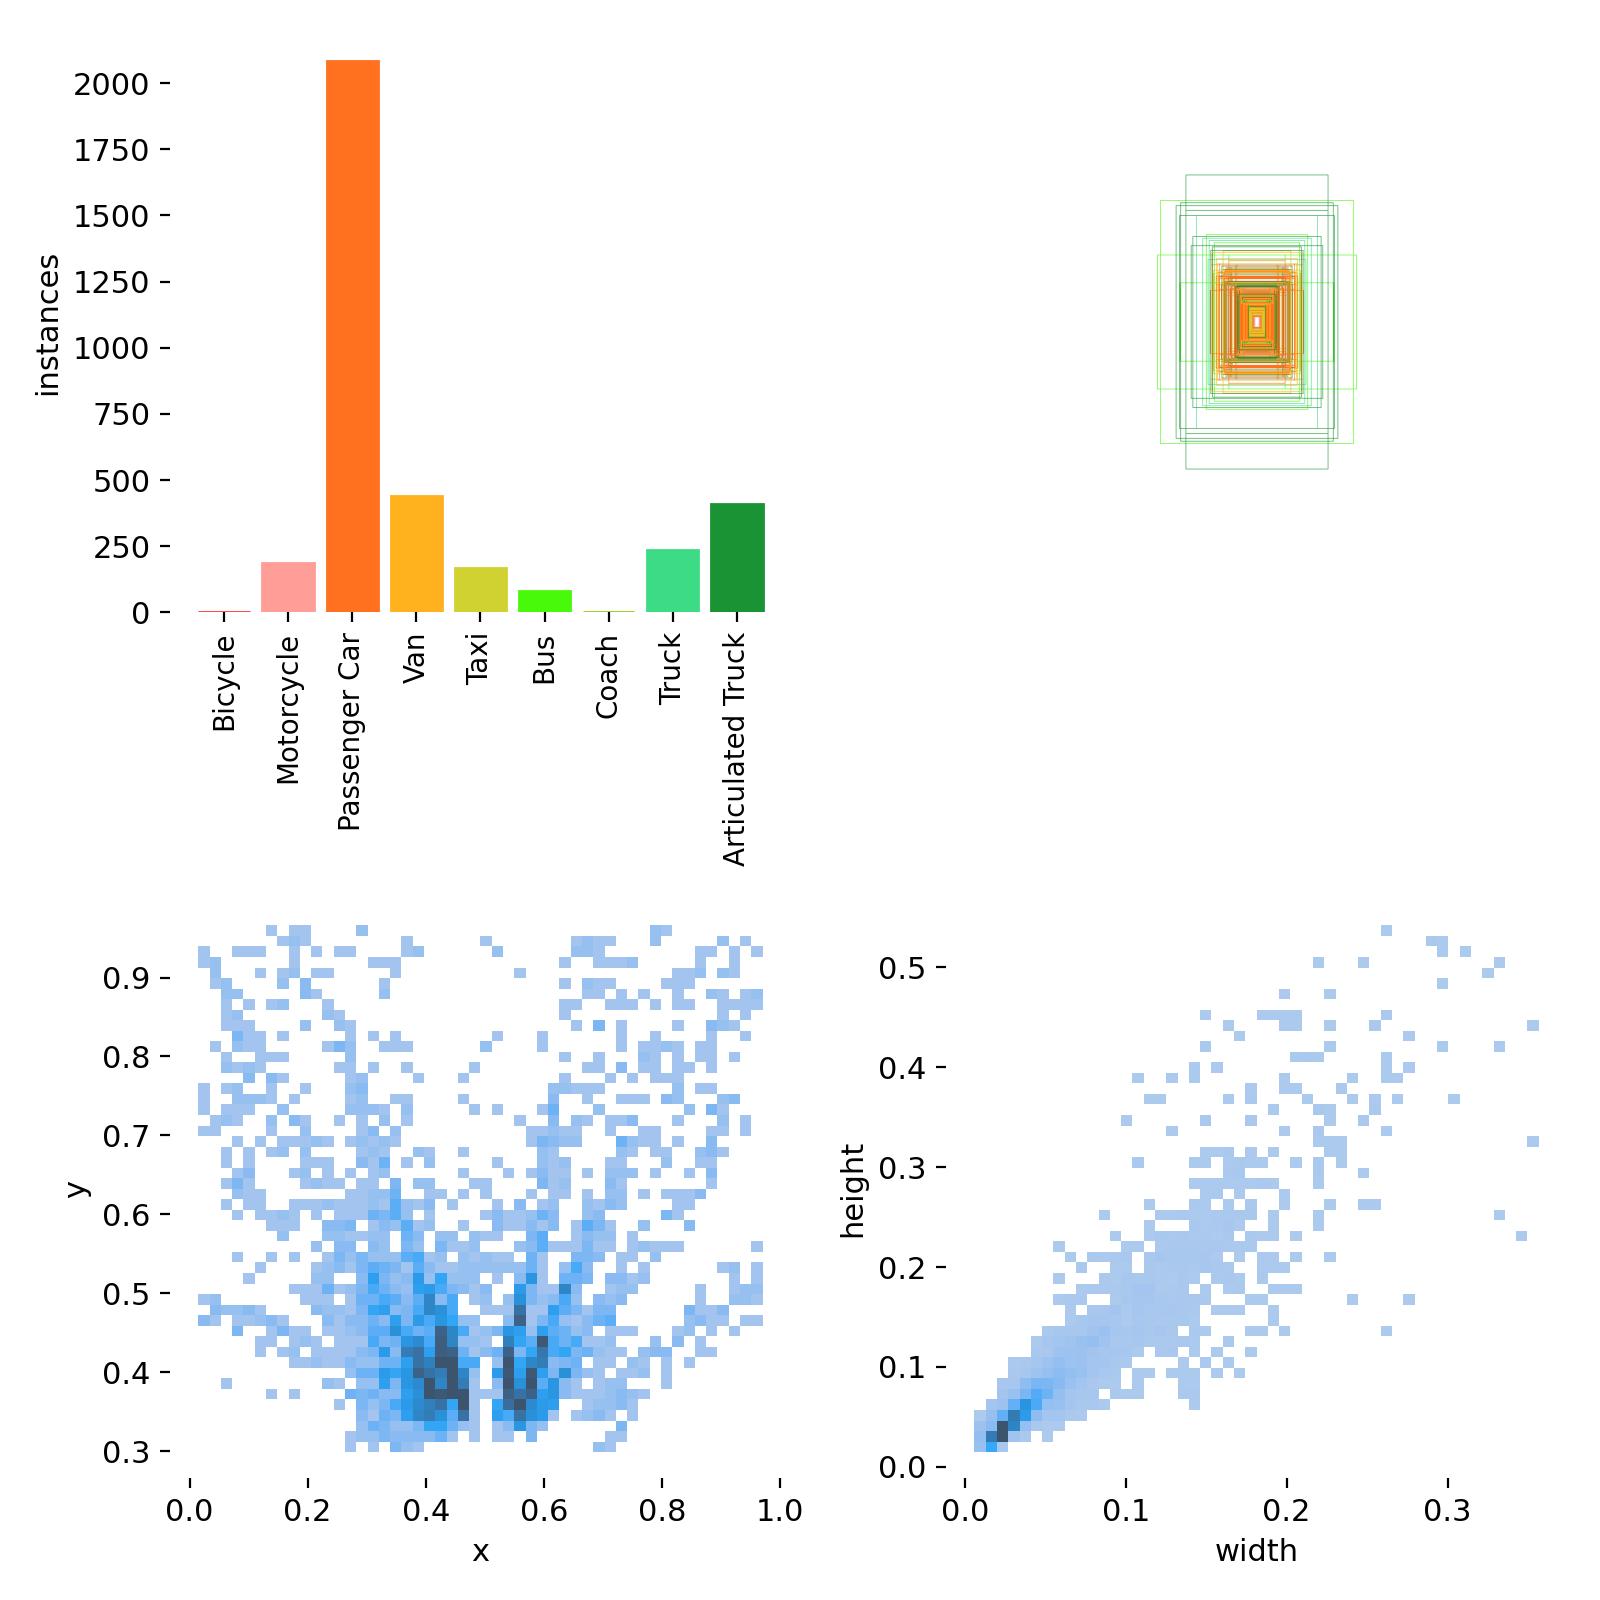 2000
1750
1500
1250
1000
750
500
250
0
instances
Bicycle
Motorcycle
Passenger Car
Van
Taxi
Bus
Coach
Truck
Articulated Truck
0.9
0.8
0.7
0.6
0.5
0.4
0.3
y
0.0 0.2 0.4 0.6 0.8 1.0
x
0.5
0.4
0.3
0.2
0.1
0.0
height
0.0 0.1 0.2 0.3
width